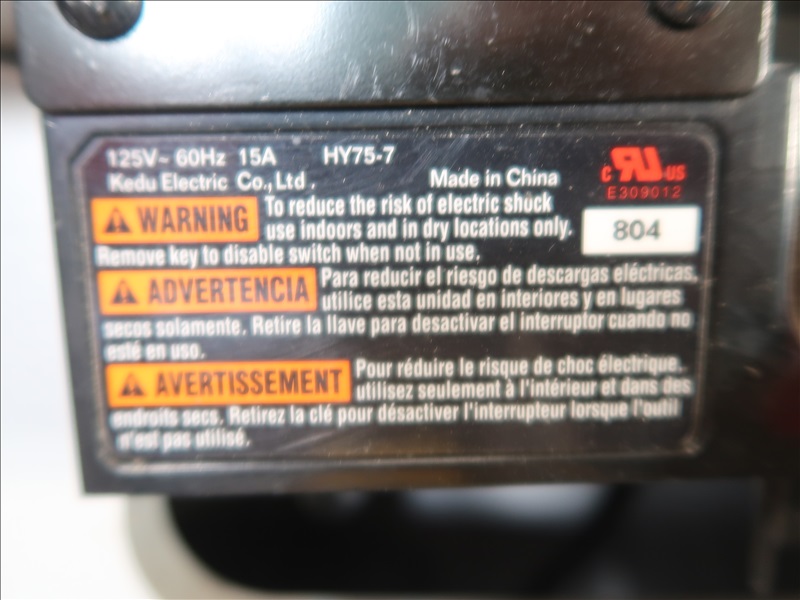 125V~ 60Hz 15A HY75-7
Kedu Electric Co.,Ltd. Made in China
C RU US
E309012
804
WARNING To reduce the risk of electric shock
use indoors and in dry locations only.
Remove key to disable switch when not in use.
ADVERTENCIA Para reducir el riesgo de descargas eléctricas,
utilice esta unidad en interiores y en lugares
secos solamente. Retire la llave para desactivar el interruptor cuando no
esté en uso.
AVERTISSEMENT Pour réduire le risque de choc électrique,
utilisez seulement à l'intérieur et dans des
endroits secs. Retirez la clé pour désactiver l'interrupteur lorsque l'outil
n'est pas utilisé.